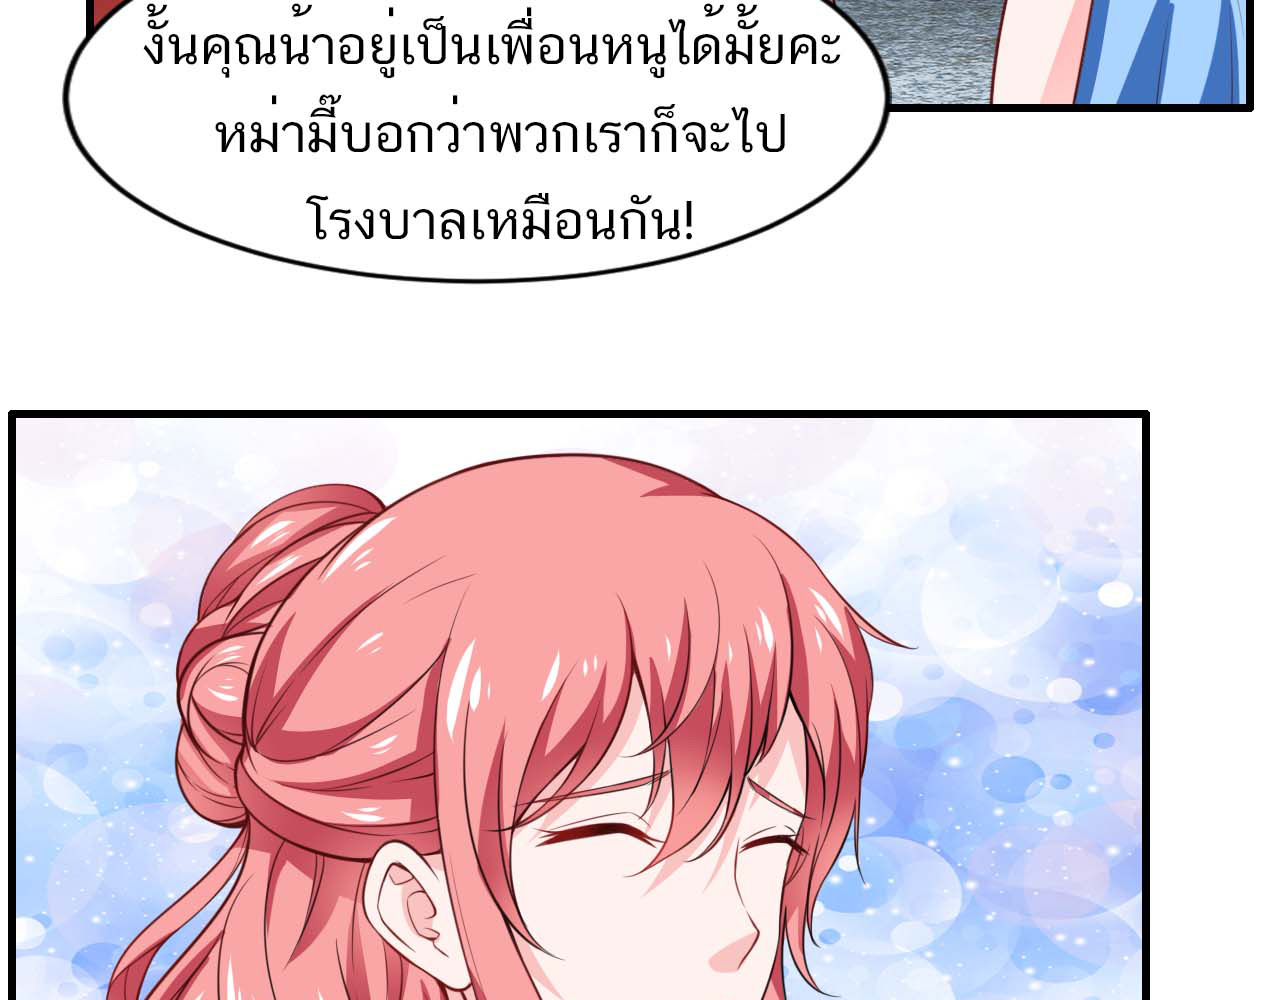 งั้นคุณน้าอยู่เป็นเพื่อนหนูได้มั้ยคะ
หม่ามี๊บอกว่าพวกเราก็จะไป
โรงบาลเหมือนกัน!